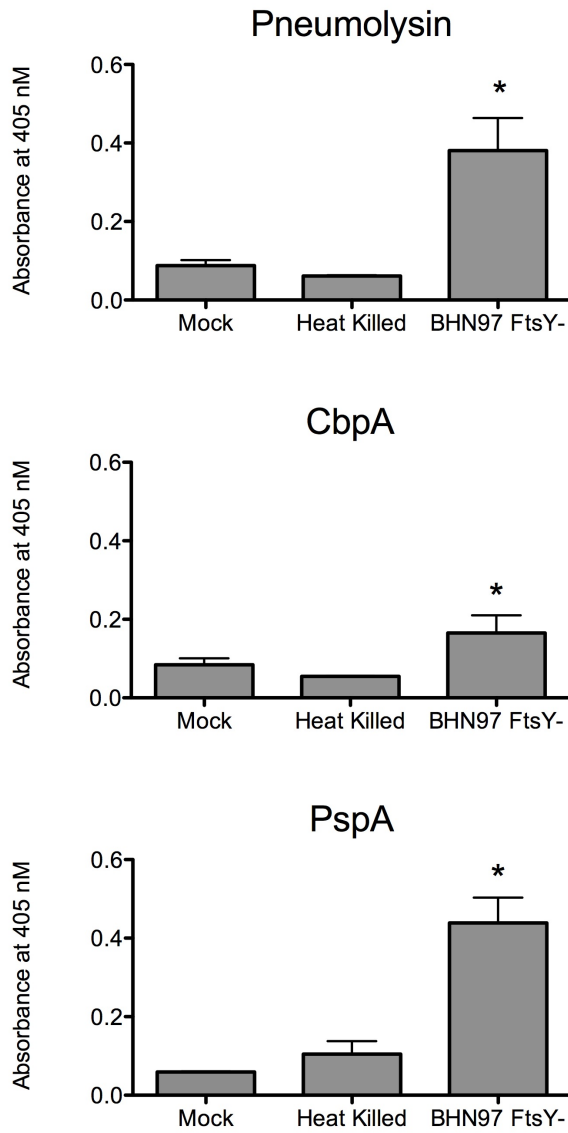 Pneumolysin
Absorbance at 405 nM
0.6
*
0.4
0.2
0.0
Mock Heat Killed BHN97 FtsY-
CbpA
Absorbance at 405 nM
0.6
0.4
*
0.2
0.0
Mock Heat Killed BHN97 FtsY-
PspA
Absorbance at 405 nM
0.6
*
0.4
0.2
0.0
Mock Heat Killed BHN97 FtsY-